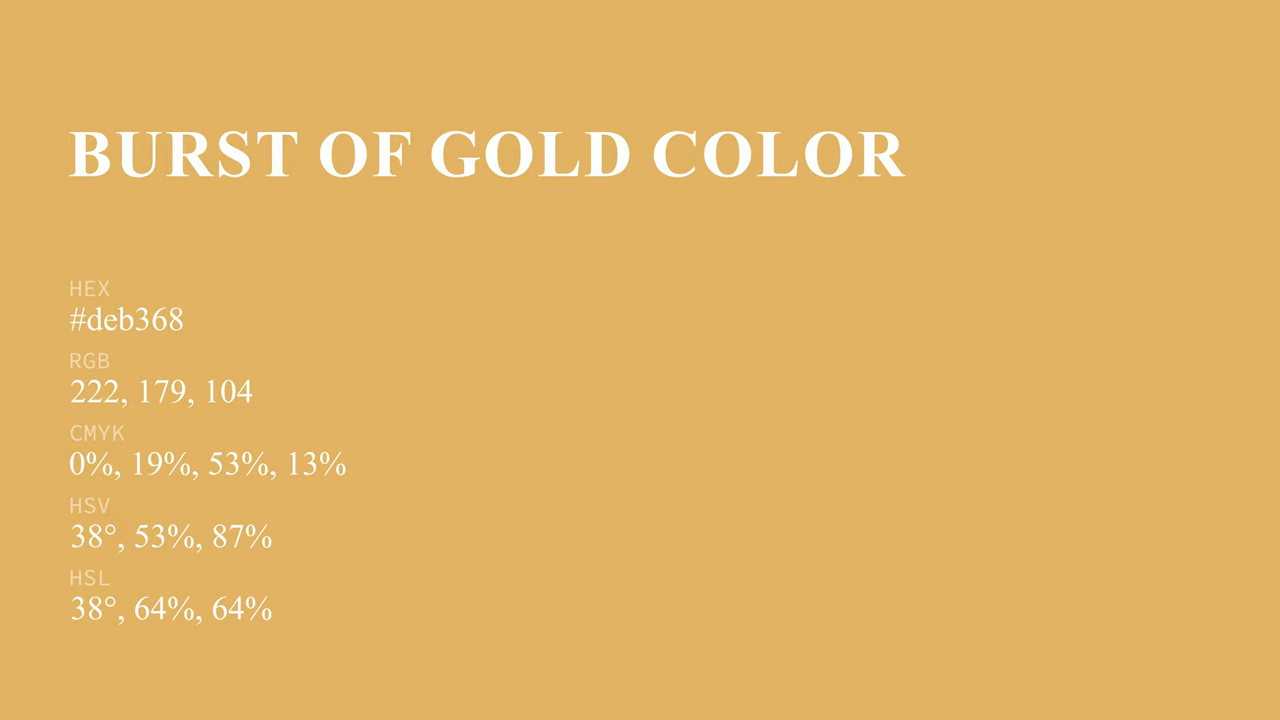 BURST OF GOLD COLOR
HEX
#deb368
RGB
222, 179, 104
CMYK
0%, 19%, 53%, 13%
HSV
38°, 53%, 87%
HSL
38°, 64%, 64%